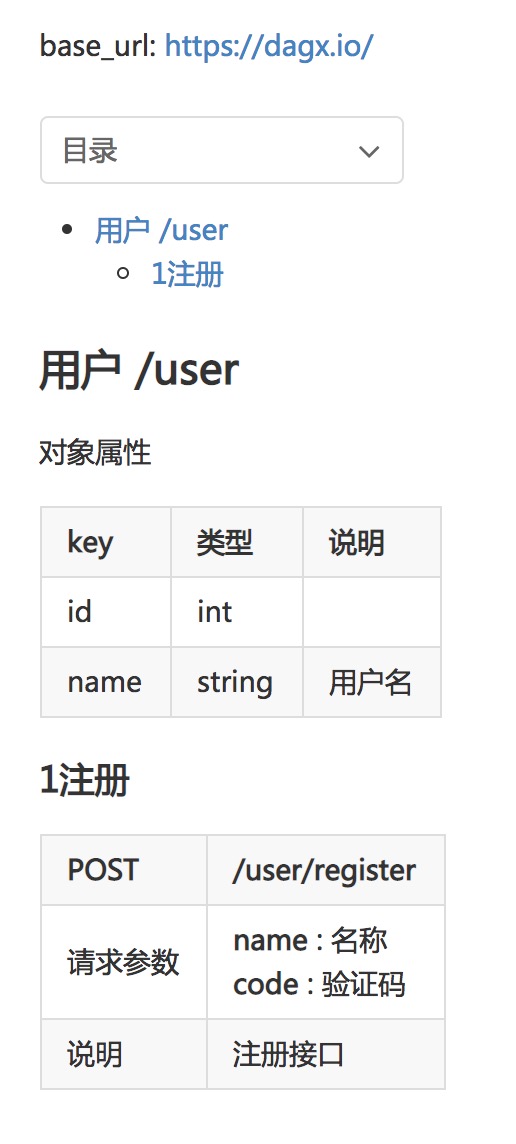 base_url: https://dagx.io/
目录
用户 /user
1注册
用户 /user
对象属性
key 类型 说明
id int
name string 用户名
1注册
POST /user/register
请求参数 name : 名称
code : 验证码
说明 注册接口